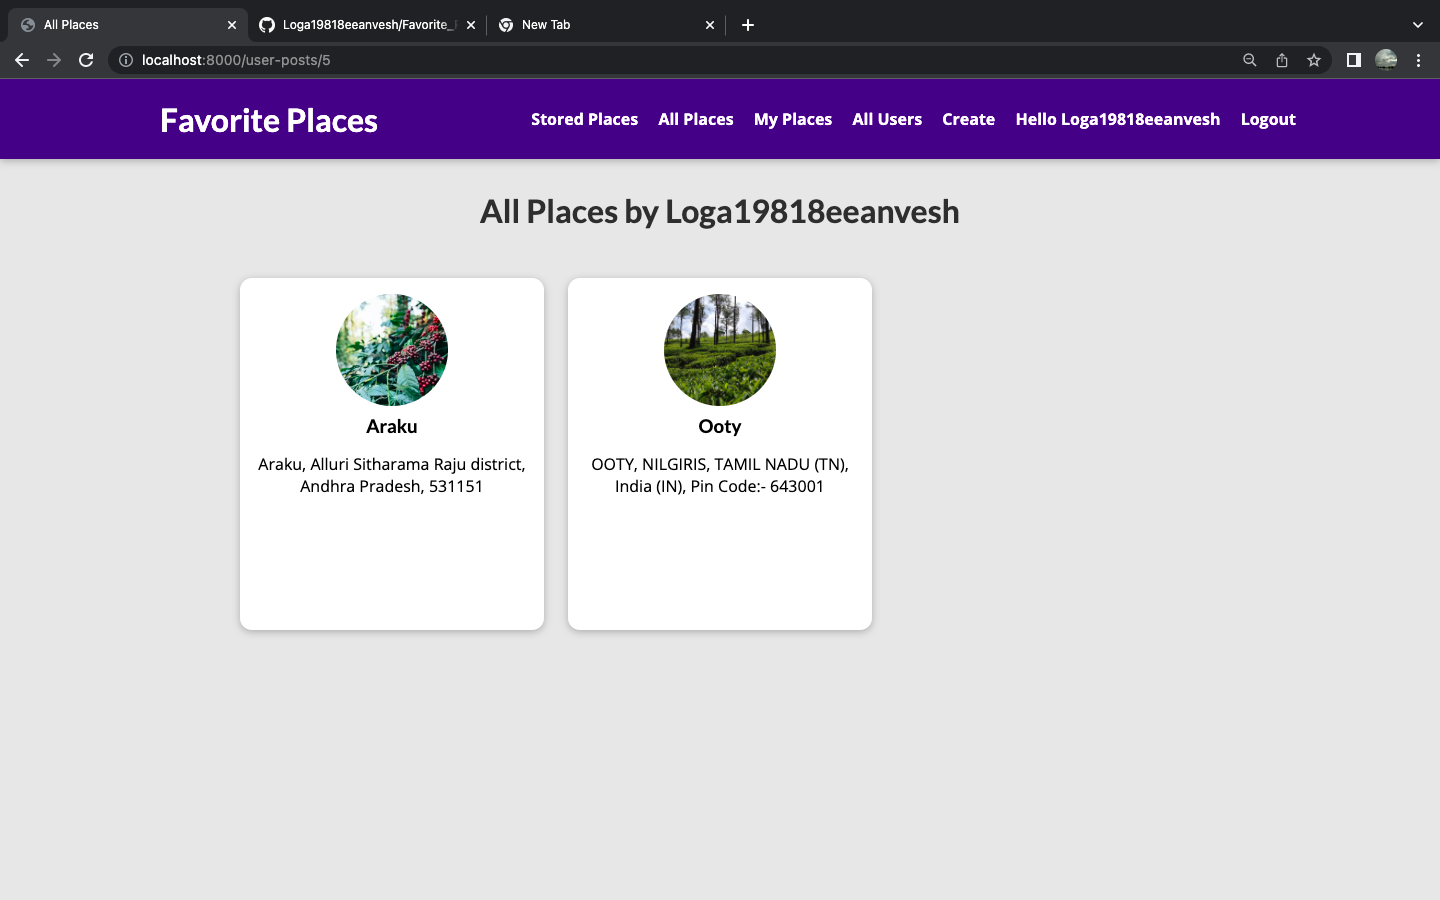 All Places
Loga19818eeanvesh/Favorite_
New Tab
localhost:8000/user-posts/5
Favorite Places
Stored Places All Places My Places All Users Create Hello Loga19818eeanvesh Logout
All Places by Loga19818eeanvesh
Araku
Araku, Alluri Sitharama Raju district,
Andhra Pradesh, 531151
Ooty
OOTY, NILGIRIS, TAMIL NADU (TN),
India (IN), Pin Code:- 643001